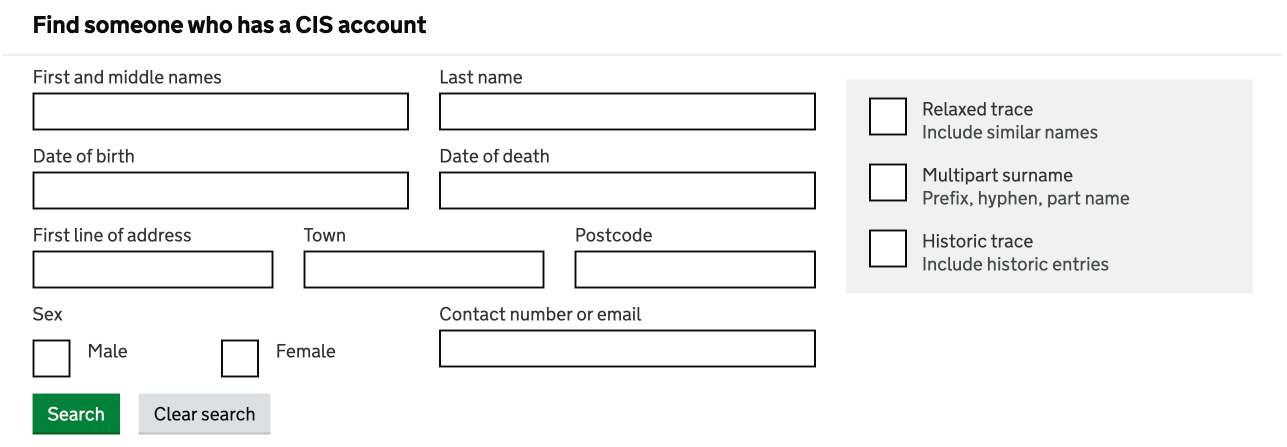 Find someone who has a CIS account
First and middle names
Last name
Date of birth
Date of death
First line of address
Town
Postcode
Sex
Male
Female
Contact number or email
Search
Clear search
Relaxed trace
Include similar names
Multipart surname
Prefix, hyphen, part name
Historic trace
Include historic entries